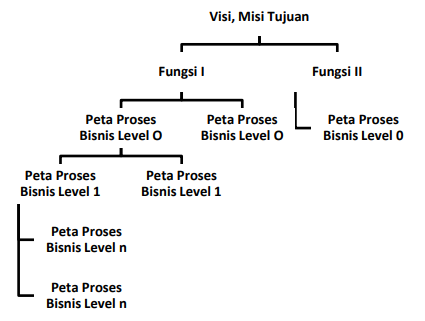 Visi, Misi Tujuan
Fungsi I
Fungsi II
Peta Proses
Bisnis Level O
Peta Proses
Bisnis Level O
Peta Proses
Bisnis Level 0
Peta Proses
Bisnis Level 1
Peta Proses
Bisnis Level 1
Peta Proses
Bisnis Level n
Peta Proses
Bisnis Level n